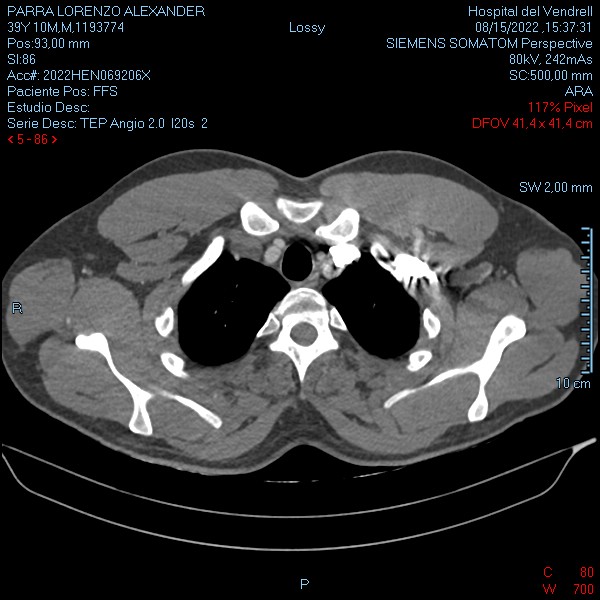 PARRA LORENZO ALEXANDER
39Y 10M,M,1193774
Pos:93,00 mm
SI:86
Acc#: 2022HEN069206X
Paciente Pos: FFS
Estudio Desc:
Serie Desc: TEP Angio 2.0 I20s 2
< 5 - 86 >
Lossy
Hospital del Vendrell
08/15/2022 ,15:37:31
SIEMENS SOMATOM Perspective
80kV, 242mAs
SC:500,00 mm
ARA
117% Pixel
DFOV 41,4 x 41,4 cm
SW 2,00 mm
R
10 cm
P
C 80
W 700